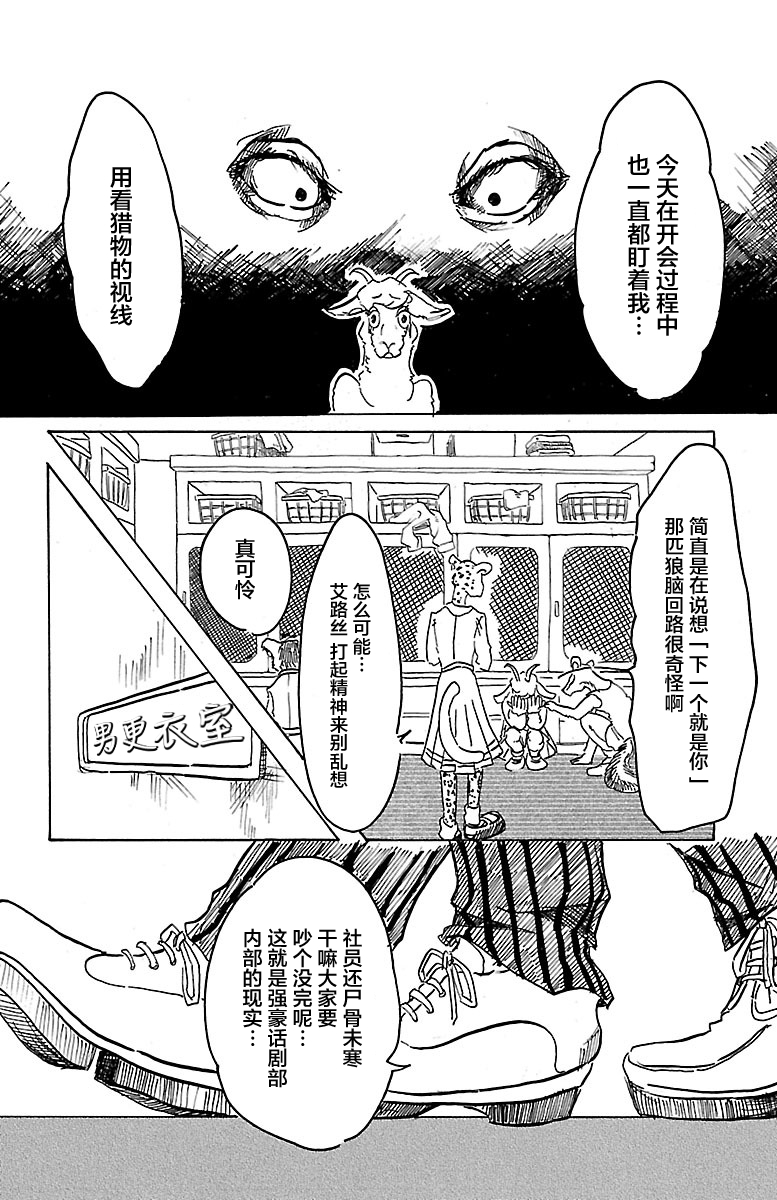 今天在开会过程中
也一直都盯着我…
用看猎物的视线
简直是在说想「下一个就是你」
那匹狼脑回路很奇怪啊
怎么可能…
艾路丝 打起精神来别乱想
真可怜
男更衣室
社员还尸骨未寒
干嘛大家要
吵个没完呢…
这就是强豪话剧部
内部的现实…